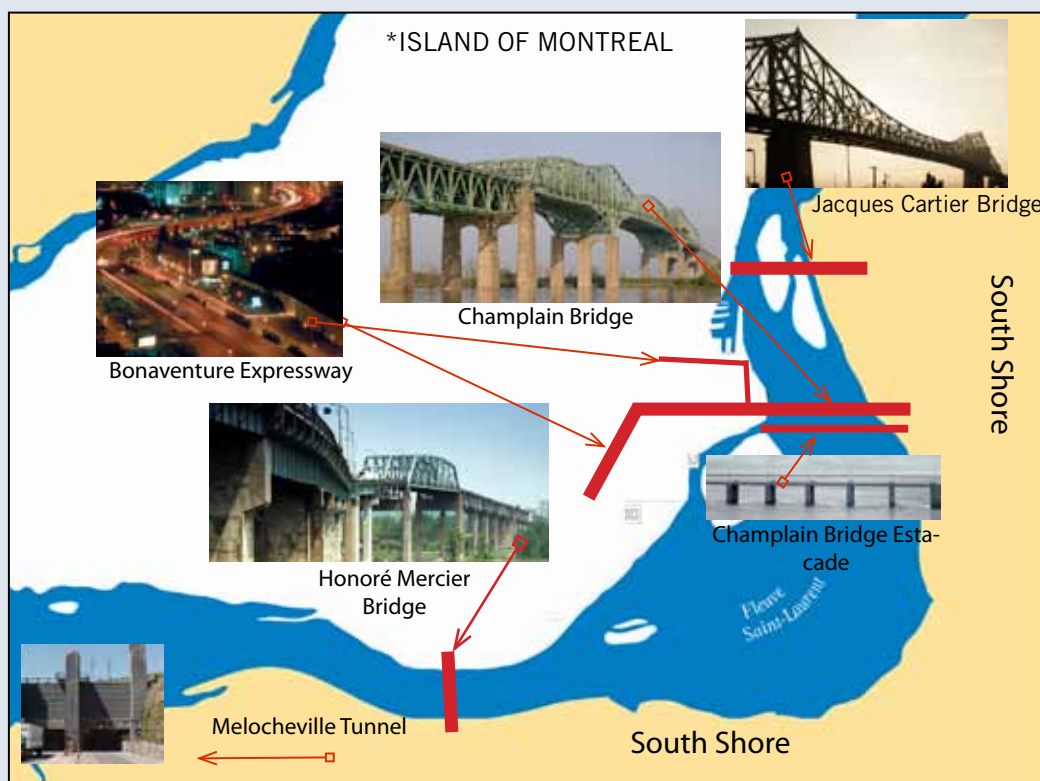 *ISLAND OF MONTREAL
Jacques Cartier Bridge
Champlain Bridge
South Shore
Bonaventure Expressway
Champlain Bridge Esta-
cade
Honoré Mercier
Bridge
Fleuve
Saint-Laurent
Melocheville Tunnel
South Shore